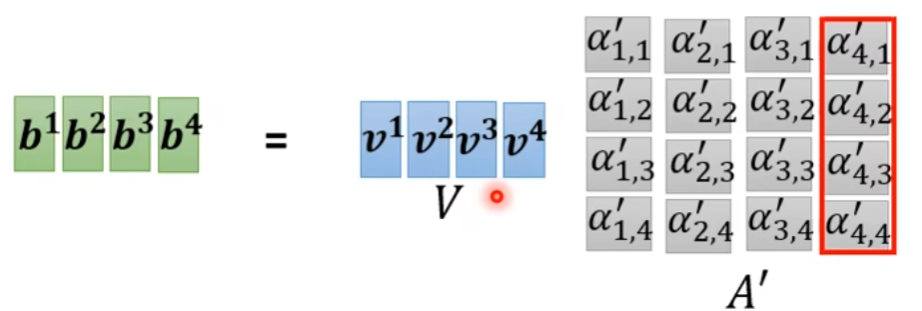 b¹ b² b³ b⁴ = v¹ v² v³ v⁴
V
α′₁,₁ α′₂,₁ α′₃,₁ α′₄,₁
α′₁,₂ α′₂,₂ α′₃,₂ α′₄,₂
α′₁,₃ α′₂,₃ α′₃,₃ α′₄,₃
α′₁,₄ α′₂,₄ α′₃,₄ α′₄,₄
A′